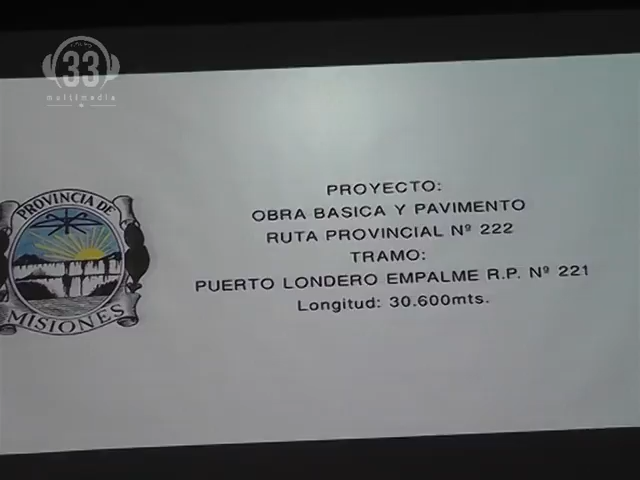 33
multimedia
PROVINCIA DE
MISIONES
PROYECTO:
OBRA BASICA Y PAVIMENTO
RUTA PROVINCIAL Nº 222
TRAMO:
PUERTO LONDERO EMPALME R.P. Nº 221
Longitud: 30.600mts.